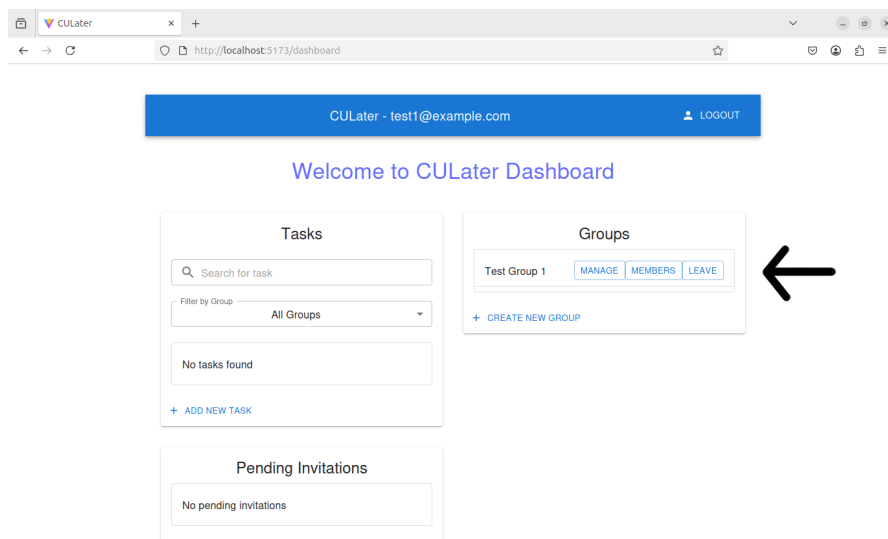 CULater
http://localhost:5173/dashboard
CULater - test1@example.com
LOGOUT
Welcome to CULater Dashboard
Tasks
Search for task
Filter by Group
All Groups
No tasks found
+ ADD NEW TASK
Groups
Test Group 1 MANAGE MEMBERS LEAVE
+ CREATE NEW GROUP
Pending Invitations
No pending invitations